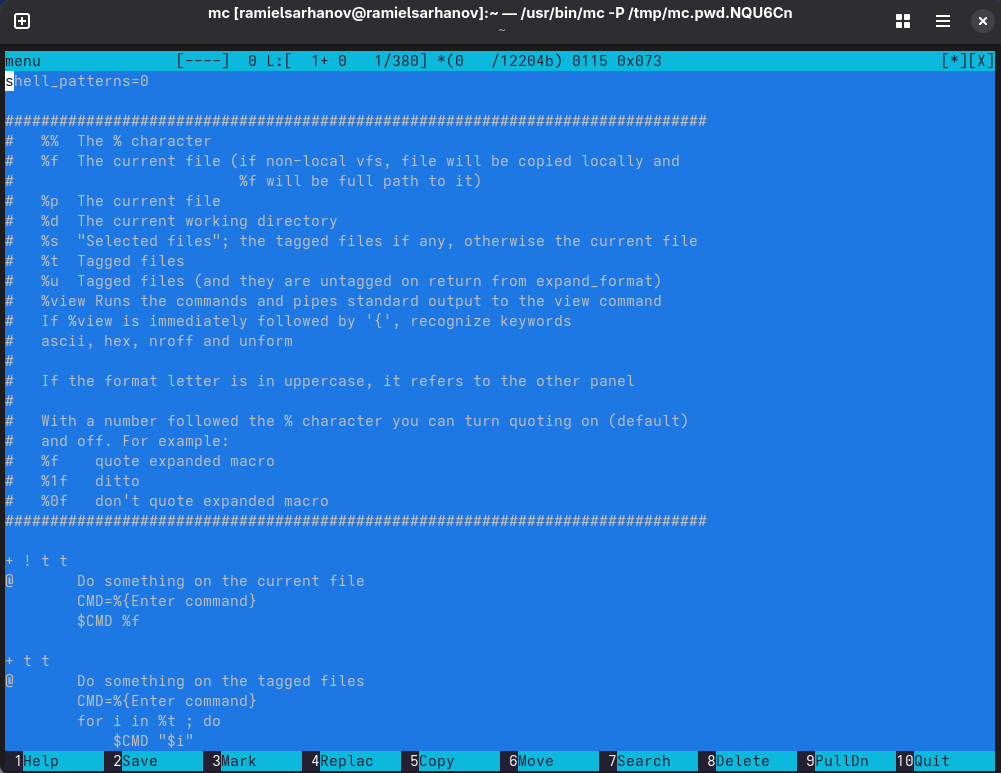 mc [ramielsarhanov@ramielsarhanov]:~ — /usr/bin/mc -P /tmp/mc.pwd.NQU6Cn
~
menu               [----]  0 L:[  1+ 0   1/380] *(0   /12204b) 0115 0x073                               [*][X]
shell_patterns=0

##############################################################################
#   %%  The % character
#   %f  The current file (if non-local vfs, file will be copied locally and
#                         %f will be full path to it)
#   %p  The current file
#   %d  The current working directory
#   %s  "Selected files"; the tagged files if any, otherwise the current file
#   %t  Tagged files
#   %u  Tagged files (and they are untagged on return from expand_format)
#   %view Runs the commands and pipes standard output to the view command
#   If %view is immediately followed by '{', recognize keywords
#   ascii, hex, nroff and unform
#
#   If the format letter is in uppercase, it refers to the other panel
#
#   With a number followed the % character you can turn quoting on (default)
#   and off. For example:
#   %f    quote expanded macro
#   %1f   ditto
#   %0f   don't quote expanded macro
##############################################################################

+ ! t t
@       Do something on the current file
        CMD=%{Enter command}
        $CMD %f

+ t t
@       Do something on the tagged files
        CMD=%{Enter command}
        for i in %t ; do
            $CMD "$i"
1Help 2Save 3Mark 4Replac 5Copy 6Move 7Search 8Delete 9PullDn 10Quit